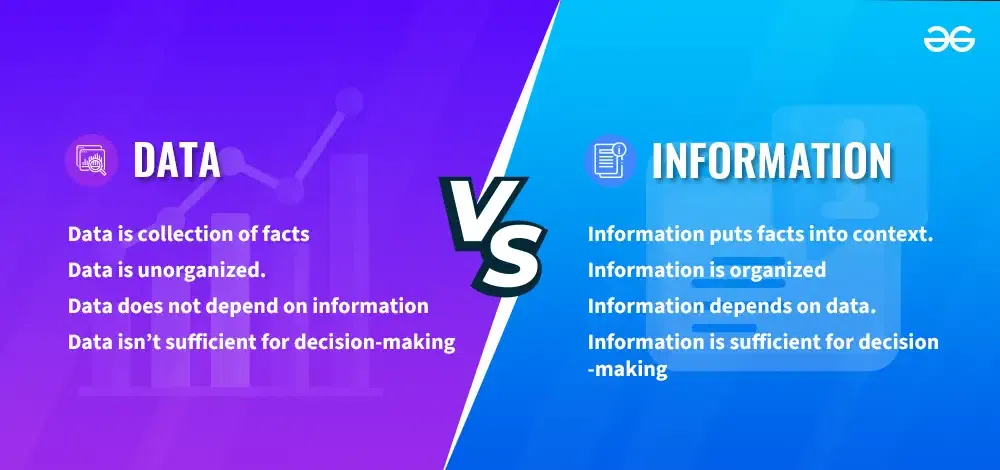 DATA
Data is collection of facts
Data is unorganized.
Data does not depend on information
Data isn’t sufficient for decision-making
VS
INFORMATION
Information puts facts into context.
Information is organized
Information depends on data.
Information is sufficient for decision
-making